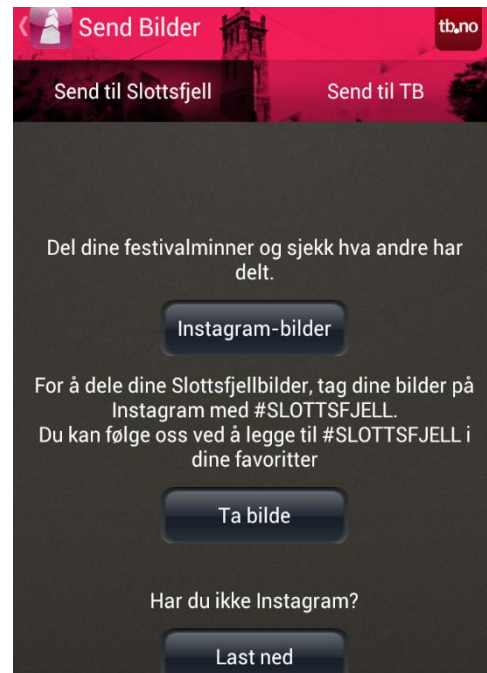 Send Bilder
tb.no
Send til Slottsfjell
Send til TB
Del dine festivalminner og sjekk hva andre har
delt.
Instagram-bilder
For å dele dine Slottsfjellbilder, tag dine bilder på
Instagram med #SLOTTSFJELL.
Du kan følge oss ved å legge til #SLOTTSFJELL i
dine favoritter
Ta bilde
Har du ikke Instagram?
Last ned